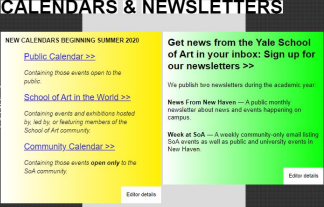 CALENDARS & NEWSLETTERS
NEW CALENDARS BEGINNING SUMMER 2020
Public Calendar >>
Containing those events open to the
public.
School of Art in the World >>
Containing events and exhibitions hosted
by, led by, or featuring members of the
School of Art community.
Community Calendar >>
Containing those events open only to the
SoA community.
Editor details
Get news from the Yale School
of Art in your inbox: Sign up for
our newsletters >>
We publish two newsletters during the academic year:
News From New Haven — A public monthly
newsletter about news and events happening on
campus.
Week at SoA — A weekly community-only email listing
SoA events as well as public and university events in
New Haven.
Editor details